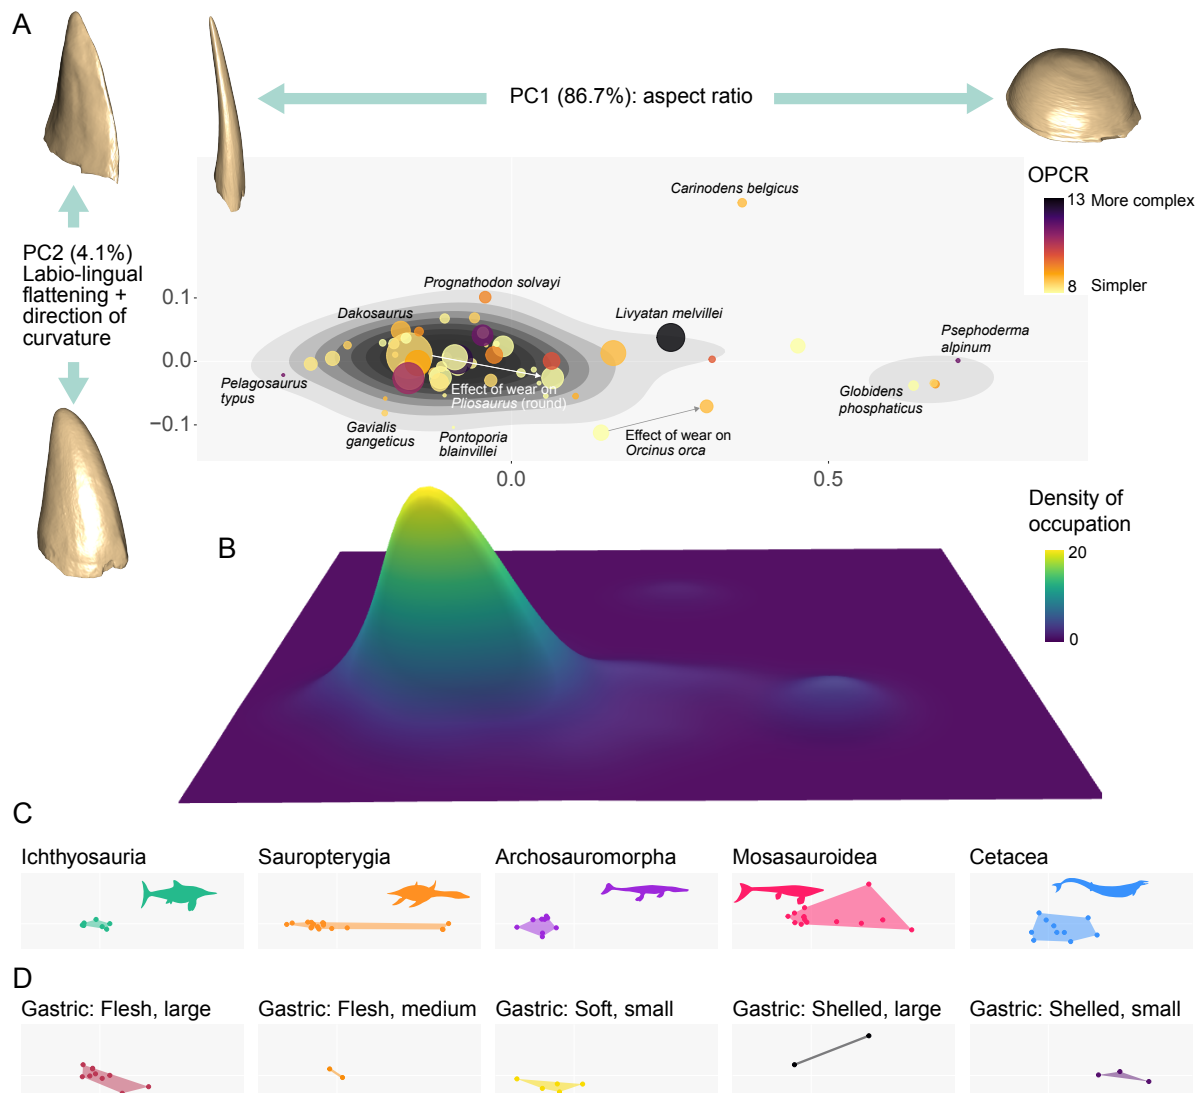 A
PC1 (86.7%): aspect ratio
OPCR
13 More complex
8 Simpler
PC2 (4.1%)
Labio-lingual
flattening +
direction of
curvature
Carinodens belgicus
Prognathodon solvayi
Dakosaurus
Livyatan melvillei
Psephoderma
alpinum
Pelagosaurus
typus
Effect of wear on
Pliosaurus (round)
Globidens
phosphaticus
Gavialis
gangeticus
Pontoporia
blainvillei
Effect of wear on
Orcinus orca
0.1
0.0
−0.1
0.0
0.5
B
Density of
occupation
20
0
C
Ichthyosauria
Sauropterygia
Archosauromorpha
Mosasauroidea
Cetacea
D
Gastric: Flesh, large
Gastric: Flesh, medium
Gastric: Soft, small
Gastric: Shelled, large
Gastric: Shelled, small